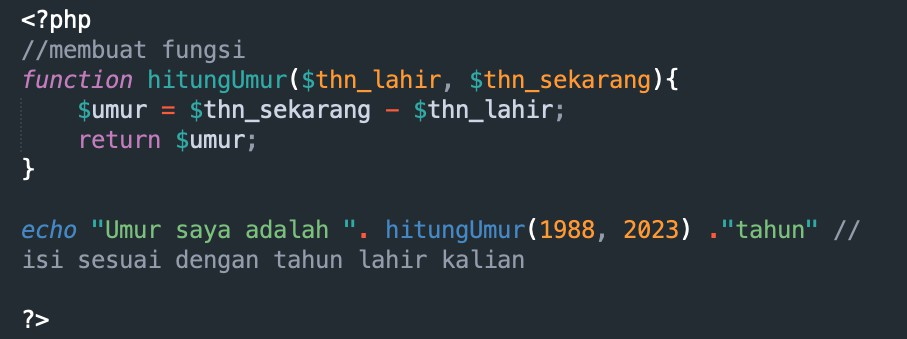 <?php
//membuat fungsi
function hitungUmur($thn_lahir, $thn_sekarang){
    $umur = $thn_sekarang - $thn_lahir;
    return $umur;
}

echo "Umur saya adalah ". hitungUmur(1988, 2023) ."tahun" //
isi sesuai dengan tahun lahir kalian

?>